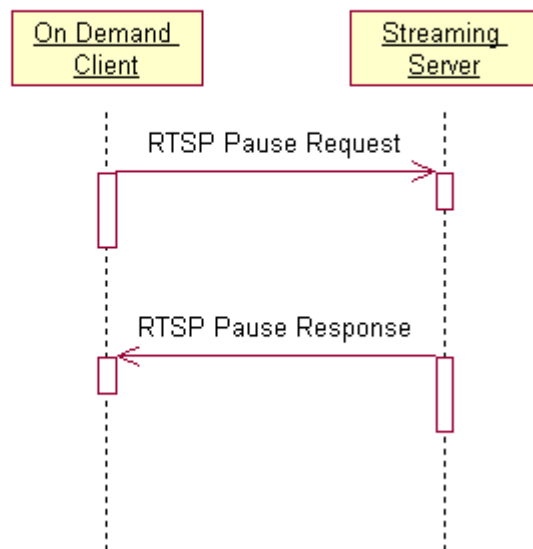 On Demand
Client
Streaming
Server
RTSP Pause Request
RTSP Pause Response